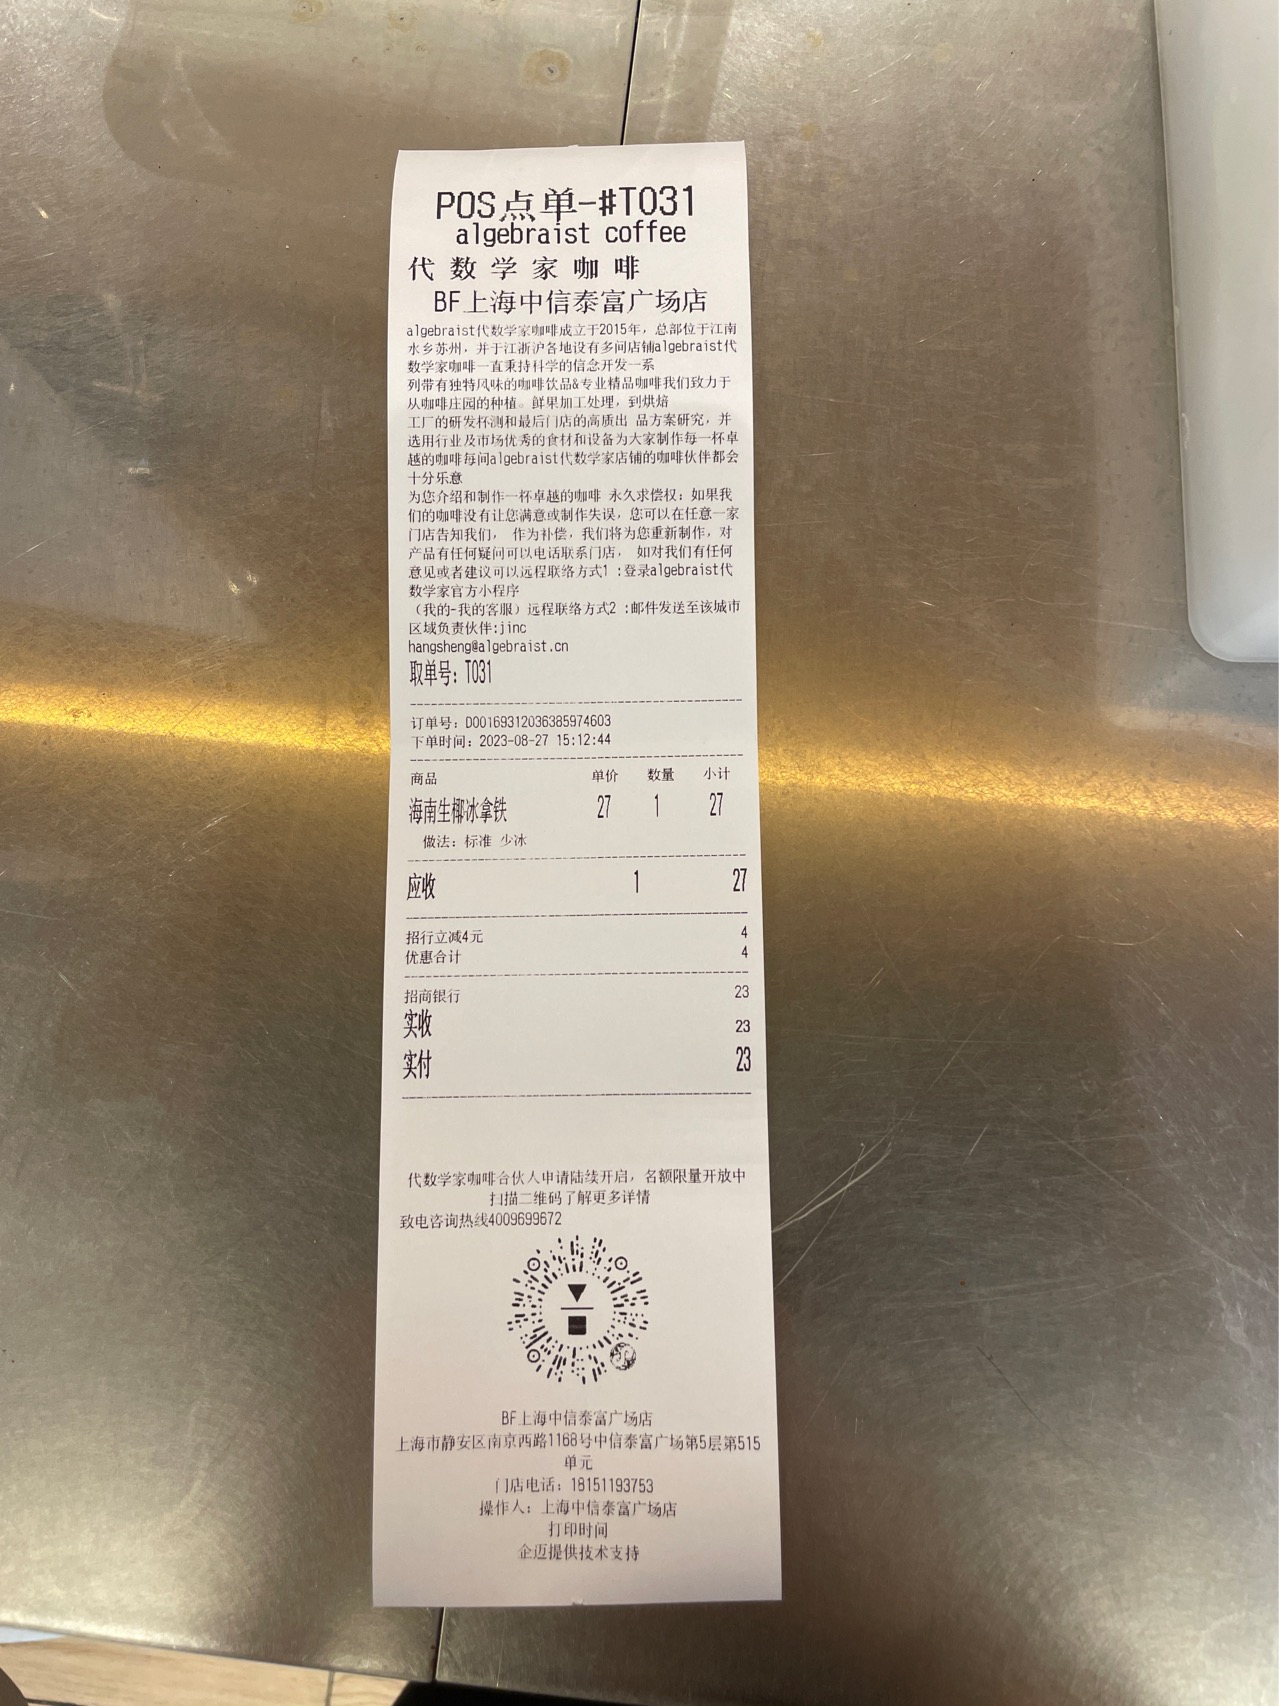 POS点单-#T031
algebraist coffee
代数学家咖啡
BF上海中信泰富广场店
algebraist代数学家咖啡成立于2015年，总部位于江南
水乡苏州，并于江浙沪各地设有多间店铺algebraist代
数学家咖啡一直秉持科学的信念开发一系
列带有独特风味的咖啡饮品&专业精品咖啡我们致力于
从咖啡庄园的种植。鲜果加工处理，到烘焙
工厂的研发杯测和最后门店的高质出 品方案研究，并
选用行业及市场优秀的食材和设备为大家制作每一杯卓
越的咖啡每间algebraist代数学家店铺的咖啡伙伴都会
十分乐意
为您介绍和制作一杯卓越的咖啡 永久求偿权：如果我
们的咖啡没有让您满意或制作失误，您可以在任意一家
门店告知我们， 作为补偿，我们将为您重新制作，对
产品有任何疑问可以电话联系门店， 如对我们有任何
意见或者建议可以远程联络方式1 :登录algebraist代
数学家官方小程序
（我的-我的客服）远程联络方式2 :邮件发送至该城市
区域负责伙伴:jinc
hangsheng@algebraist.cn
取单号：T031
订单号：D00169312036385974603
下单时间：2023-08-27 15:12:44
商品 单价 数量 小计
海南生椰冰拿铁 27 1 27
做法：标准 少冰
应收 1 27
招行立减4元 4
优惠合计 4
招商银行 23
实收 23
实付 23
代数学家咖啡合伙人申请陆续开启，名额限量开放中
扫描二维码了解更多详情
致电咨询热线4009699672
BF上海中信泰富广场店
上海市静安区南京西路1168号中信泰富广场第5层第515
单元
门店电话：18151193753
操作人：上海中信泰富广场店
打印时间
企迈提供技术支持